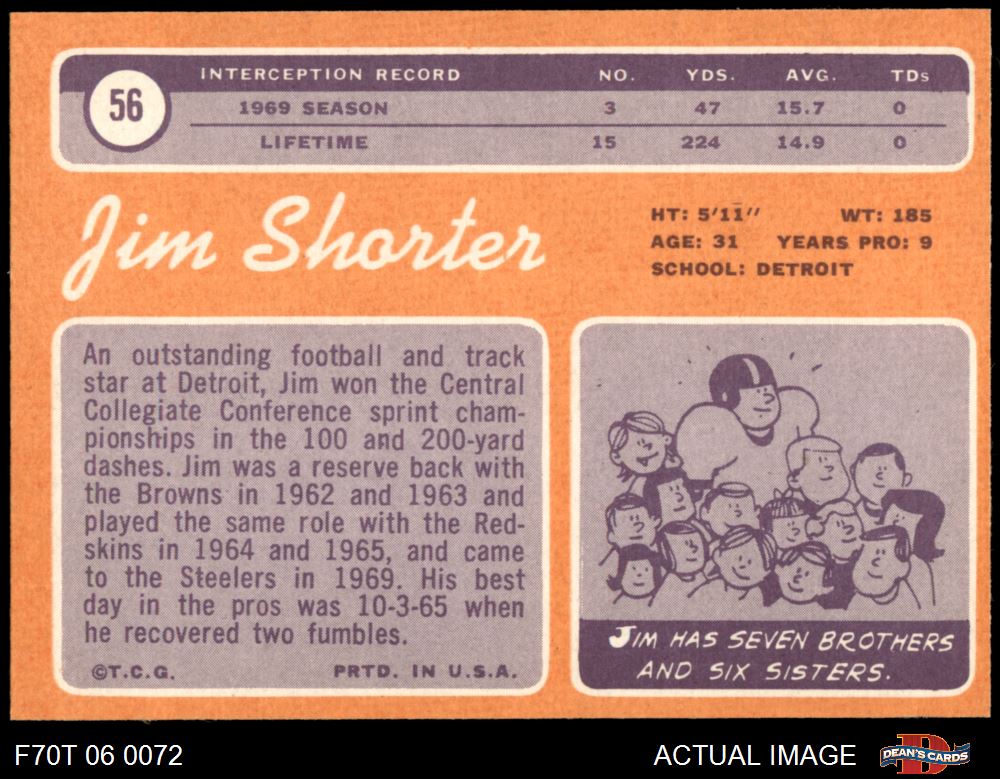 56
INTERCEPTION RECORD NO. YDS. AVG. TDs
1969 SEASON 3 47 15.7 0
LIFETIME 15 224 14.9 0
Jim Shorter
HT: 5'11" WT: 185
AGE: 31 YEARS PRO: 9
SCHOOL: DETROIT
An outstanding football and track
star at Detroit, Jim won the Central
Collegiate Conference sprint cham-
pionships in the 100 and 200-yard
dashes. Jim was a reserve back with
the Browns in 1962 and 1963 and
played the same role with the Red-
skins in 1964 and 1965, and came
to the Steelers in 1969. His best
day in the pros was 10-3-65 when
he recovered two fumbles.
©T.C.G. PRTD. IN U.S.A.
JIM HAS SEVEN BROTHERS
AND SIX SISTERS.
F70T 06 0072 ACTUAL IMAGE
D
DEAN'S CARDS